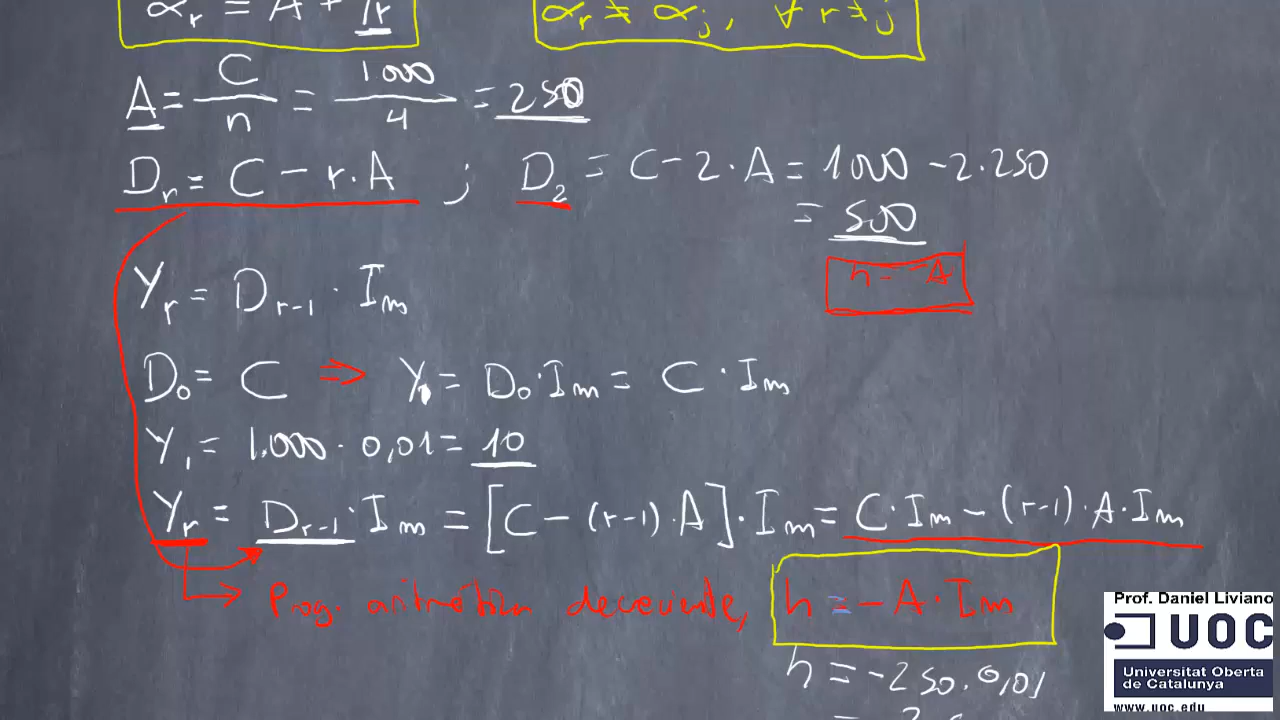 αr = A + Yr   αr ≠ αj, ∀ r ≠ j
A = C/n = 1000/4 = 250
Dr = C - r·A ; D2 = C - 2·A = 1000 - 2·250
= 500
h = -A
Yr = Dr-1 · Im
D0 = C ⇒ Y1 = D0·Im = C·Im
Y1 = 1.000 · 0,01 = 10
Yr = Dr-1·Im = [C - (r-1)·A]·Im = C·Im - (r-1)·A·Im
→ Prog. aritmética decreciente, h = -A·Im
h = -250·0,01
Prof. Daniel Liviano
UOC
Universitat Oberta
de Catalunya
www.uoc.edu